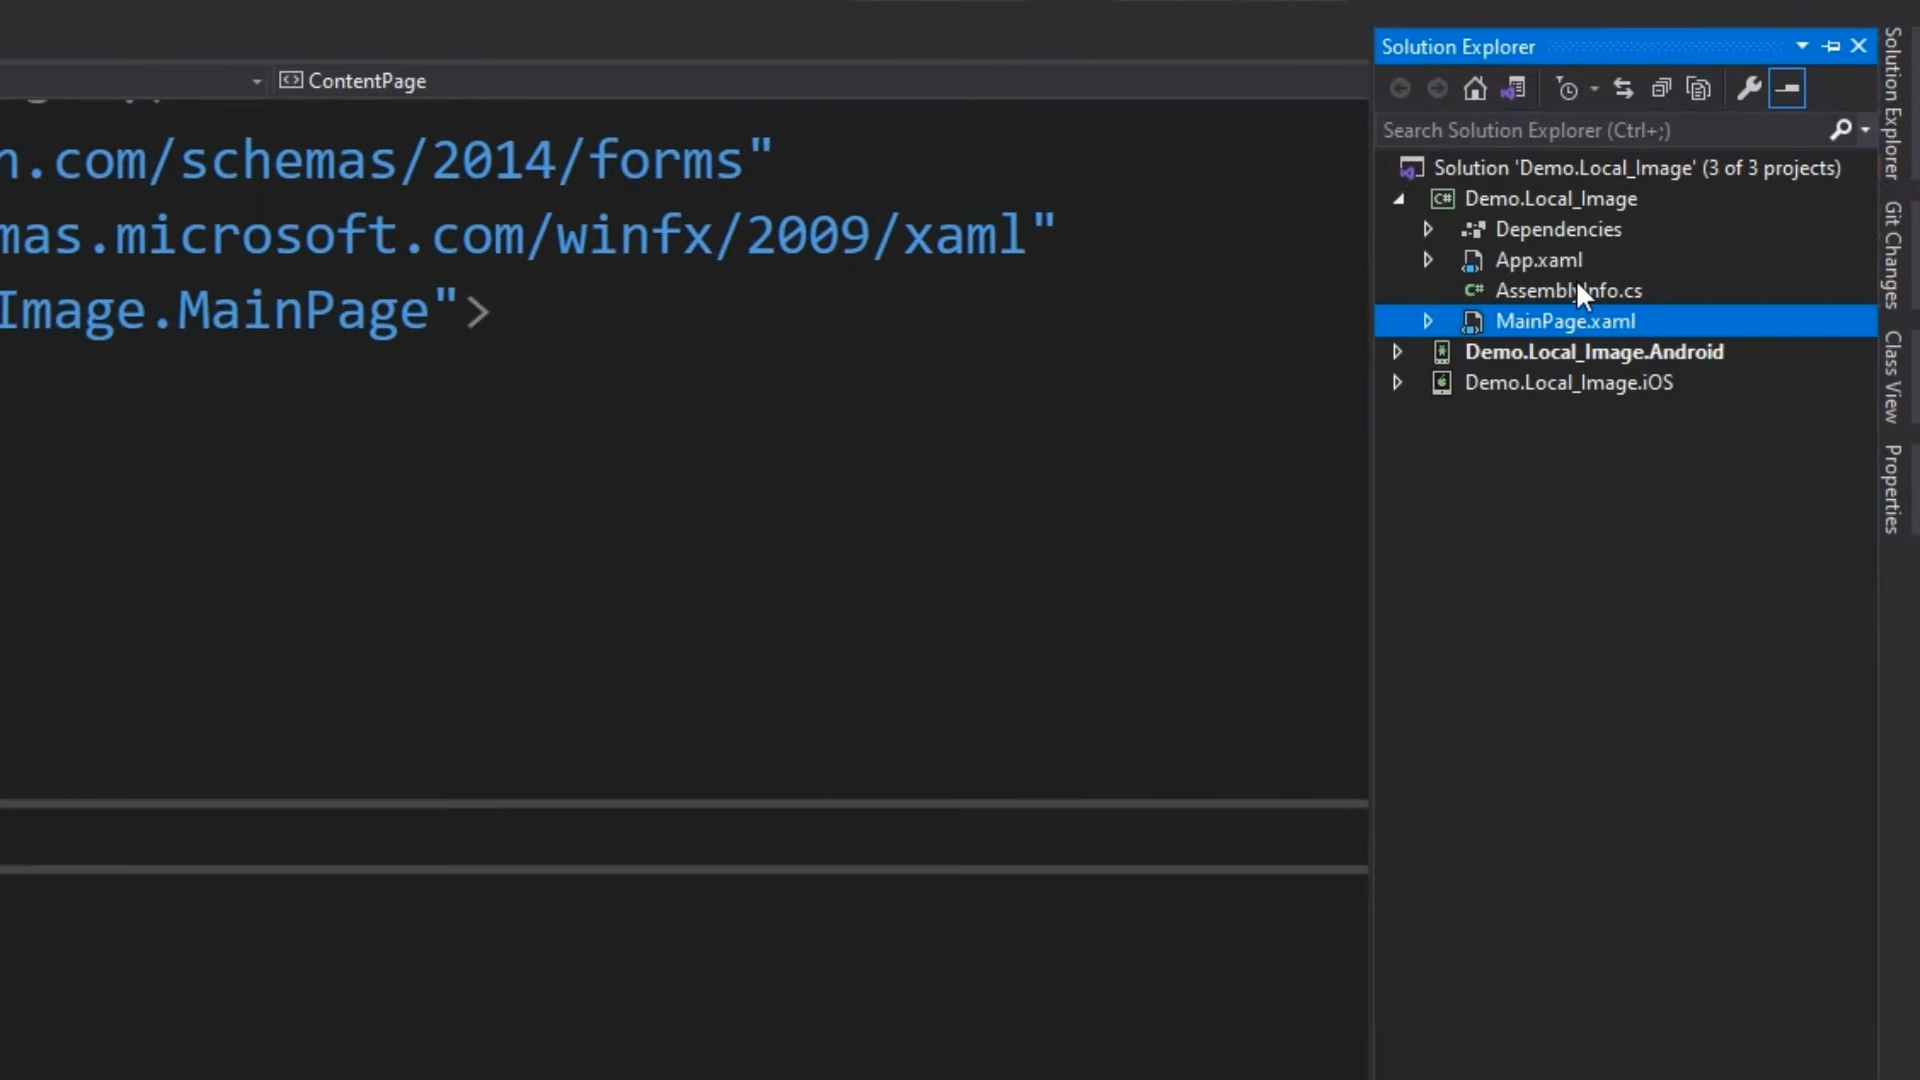 Solution Explorer
ContentPage
Search Solution Explorer (Ctrl+;)
n.com/schemas/2014/forms"
mas.microsoft.com/winfx/2009/xaml"
Image.MainPage">
Solution 'Demo.Local_Image' (3 of 3 projects)
C# Demo.Local_Image
Dependencies
App.xaml
C# AssemblyInfo.cs
MainPage.xaml
Demo.Local_Image.Android
Demo.Local_Image.iOS
Solution Explorer
Git Changes
Class View
Properties